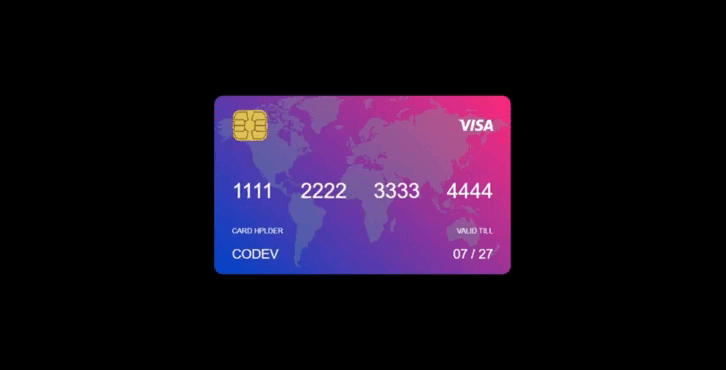 VISA
1111 2222 3333 4444
CARD HPLDER VALID TILL
CODEV 07 / 27